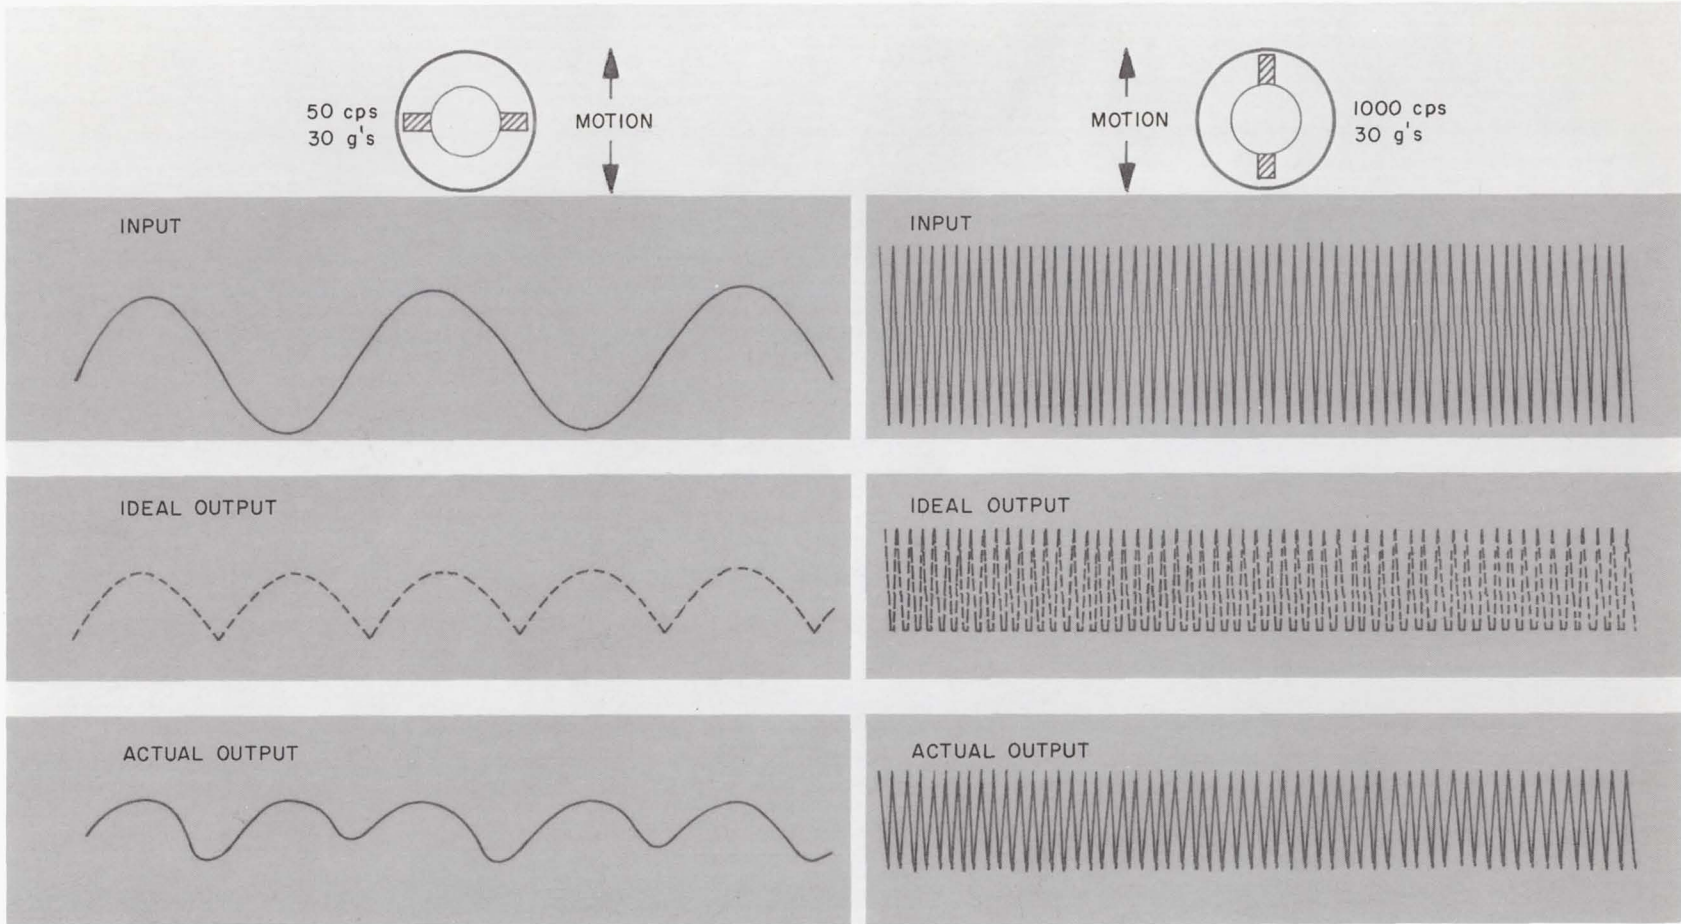 50 cps
30 g's
MOTION
MOTION
1000 cps
30 g's
INPUT
INPUT
IDEAL OUTPUT
IDEAL OUTPUT
ACTUAL OUTPUT
ACTUAL OUTPUT